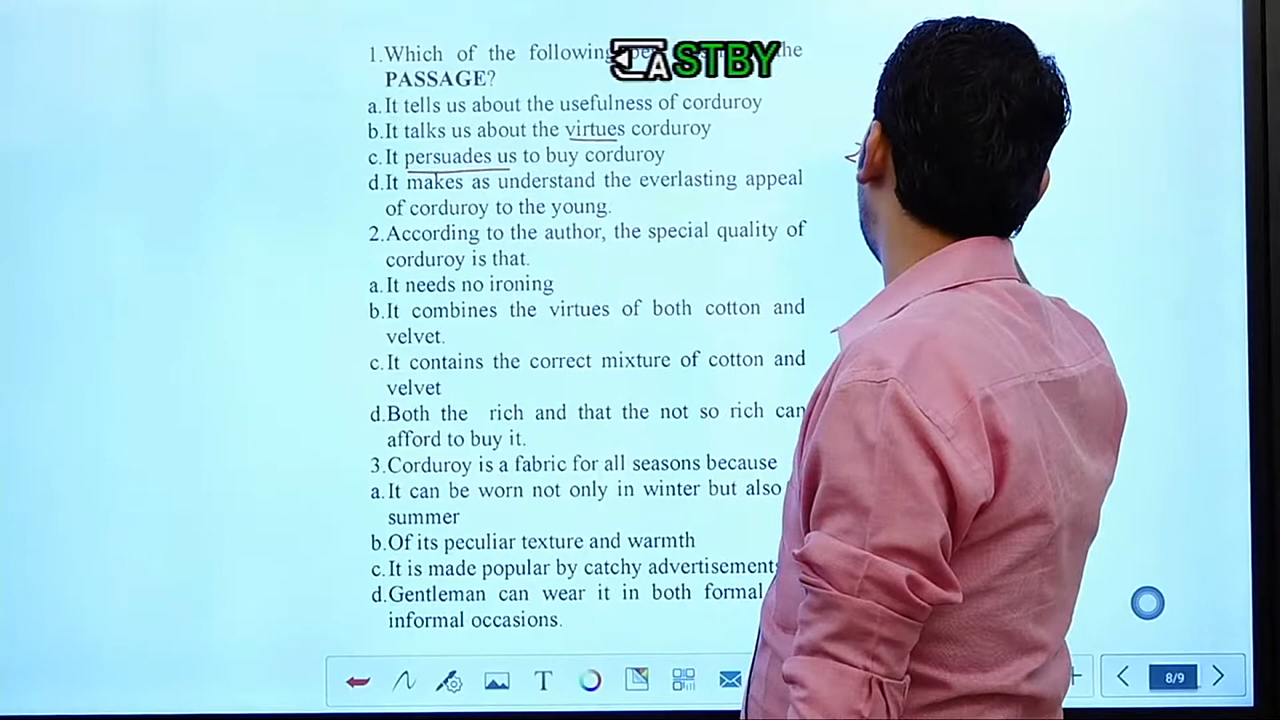 1.Which of the following the
PASSAGE?
a.It tells us about the usefulness of corduroy
b.It talks us about the virtues corduroy
c.It persuades us to buy corduroy
d.It makes as understand the everlasting appeal
of corduroy to the young.
2.According to the author, the special quality of
corduroy is that.
a.It needs no ironing
b.It combines the virtues of both cotton and
velvet.
c.It contains the correct mixture of cotton and
velvet
d.Both the rich and that the not so rich can
afford to buy it.
3.Corduroy is a fabric for all seasons because
a.It can be worn not only in winter but also
summer
b.Of its peculiar texture and warmth
c.It is made popular by catchy advertisements
d.Gentleman can wear it in both formal
informal occasions.
STBY
T
8/9